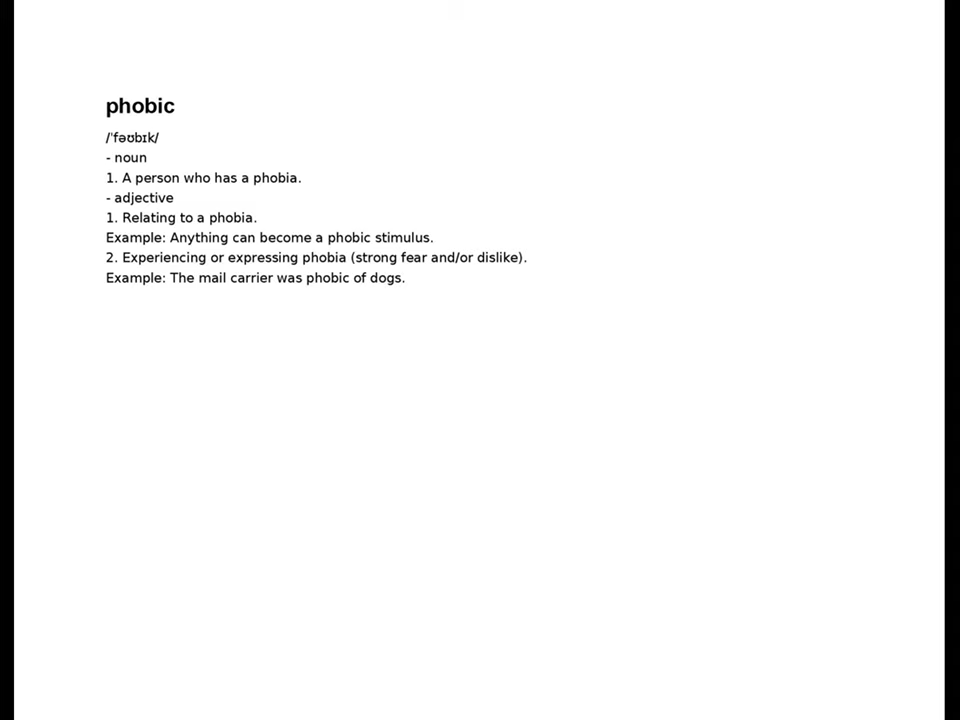 phobic
/ˈfəʊbɪk/
- noun
1. A person who has a phobia.
- adjective
1. Relating to a phobia.
Example: Anything can become a phobic stimulus.
2. Experiencing or expressing phobia (strong fear and/or dislike).
Example: The mail carrier was phobic of dogs.